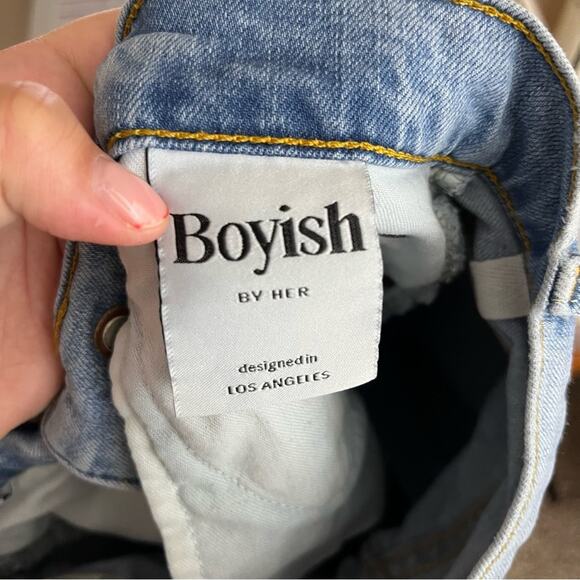 Boyish
BY HER
designed in
LOS ANGELES